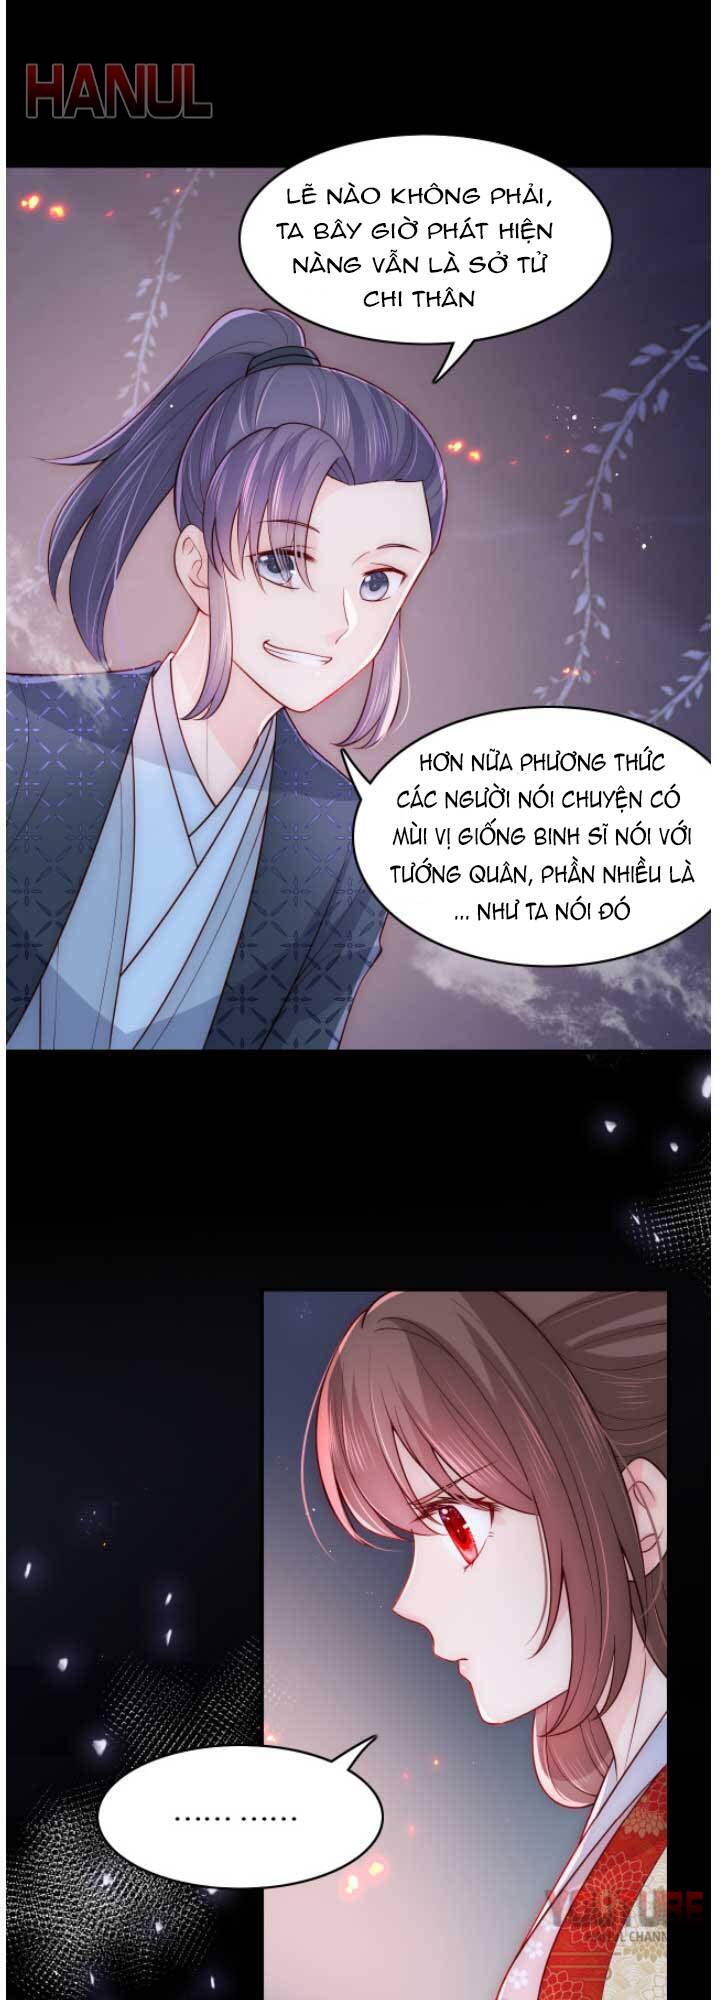 HANUL
LẼ NÀO KHÔNG PHẢI,
TA BÂY GIỜ PHÁT HIỆN
NÀNG VẪN LÀ SỞ TỬ
CHI THÂN
HƠN NỮA PHƯƠNG THỨC
CÁC NGƯỜI NÓI CHUYỆN CÓ
MÙI VỊ GIỐNG BINH SĨ NÓI VỚI
TƯỚNG QUÂN, PHẦN NHIỀU LÀ
... NHƯ TA NÓI ĐÓ
...... ......